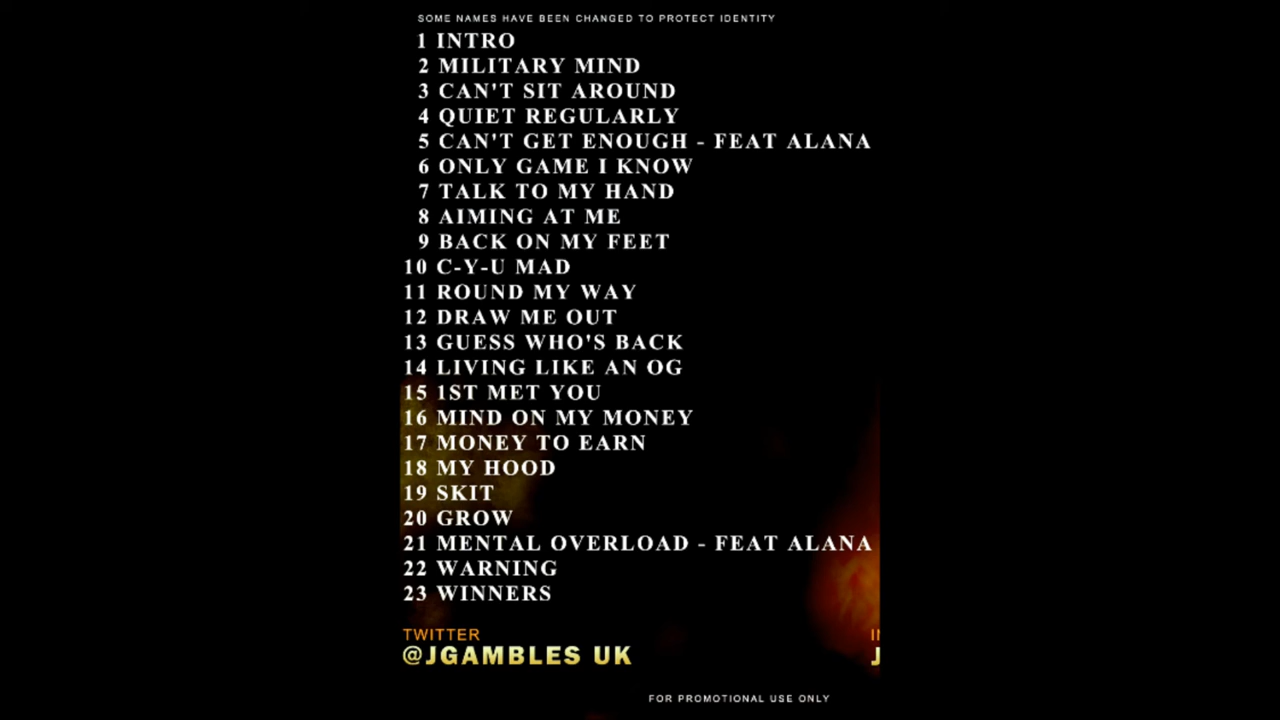 SOME NAMES HAVE BEEN CHANGED TO PROTECT IDENTITY
1 INTRO
2 MILITARY MIND
3 CAN'T SIT AROUND
4 QUIET REGULARLY
5 CAN'T GET ENOUGH - FEAT ALANA
6 ONLY GAME I KNOW
7 TALK TO MY HAND
8 AIMING AT ME
9 BACK ON MY FEET
10 C-Y-U MAD
11 ROUND MY WAY
12 DRAW ME OUT
13 GUESS WHO'S BACK
14 LIVING LIKE AN OG
15 1ST MET YOU
16 MIND ON MY MONEY
17 MONEY TO EARN
18 MY HOOD
19 SKIT
20 GROW
21 MENTAL OVERLOAD - FEAT ALANA
22 WARNING
23 WINNERS
TWITTER
@JGAMBLES UK
FOR PROMOTIONAL USE ONLY